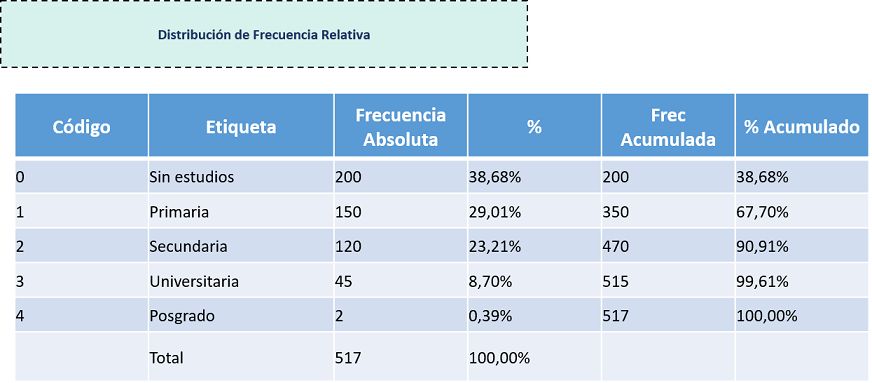 Distribución de Frecuencia Relativa
Código Etiqueta Frecuencia Absoluta % Frec Acumulada % Acumulado
0 Sin estudios 200 38,68% 200 38,68%
1 Primaria 150 29,01% 350 67,70%
2 Secundaria 120 23,21% 470 90,91%
3 Universitaria 45 8,70% 515 99,61%
4 Posgrado 2 0,39% 517 100,00%
Total 517 100,00%